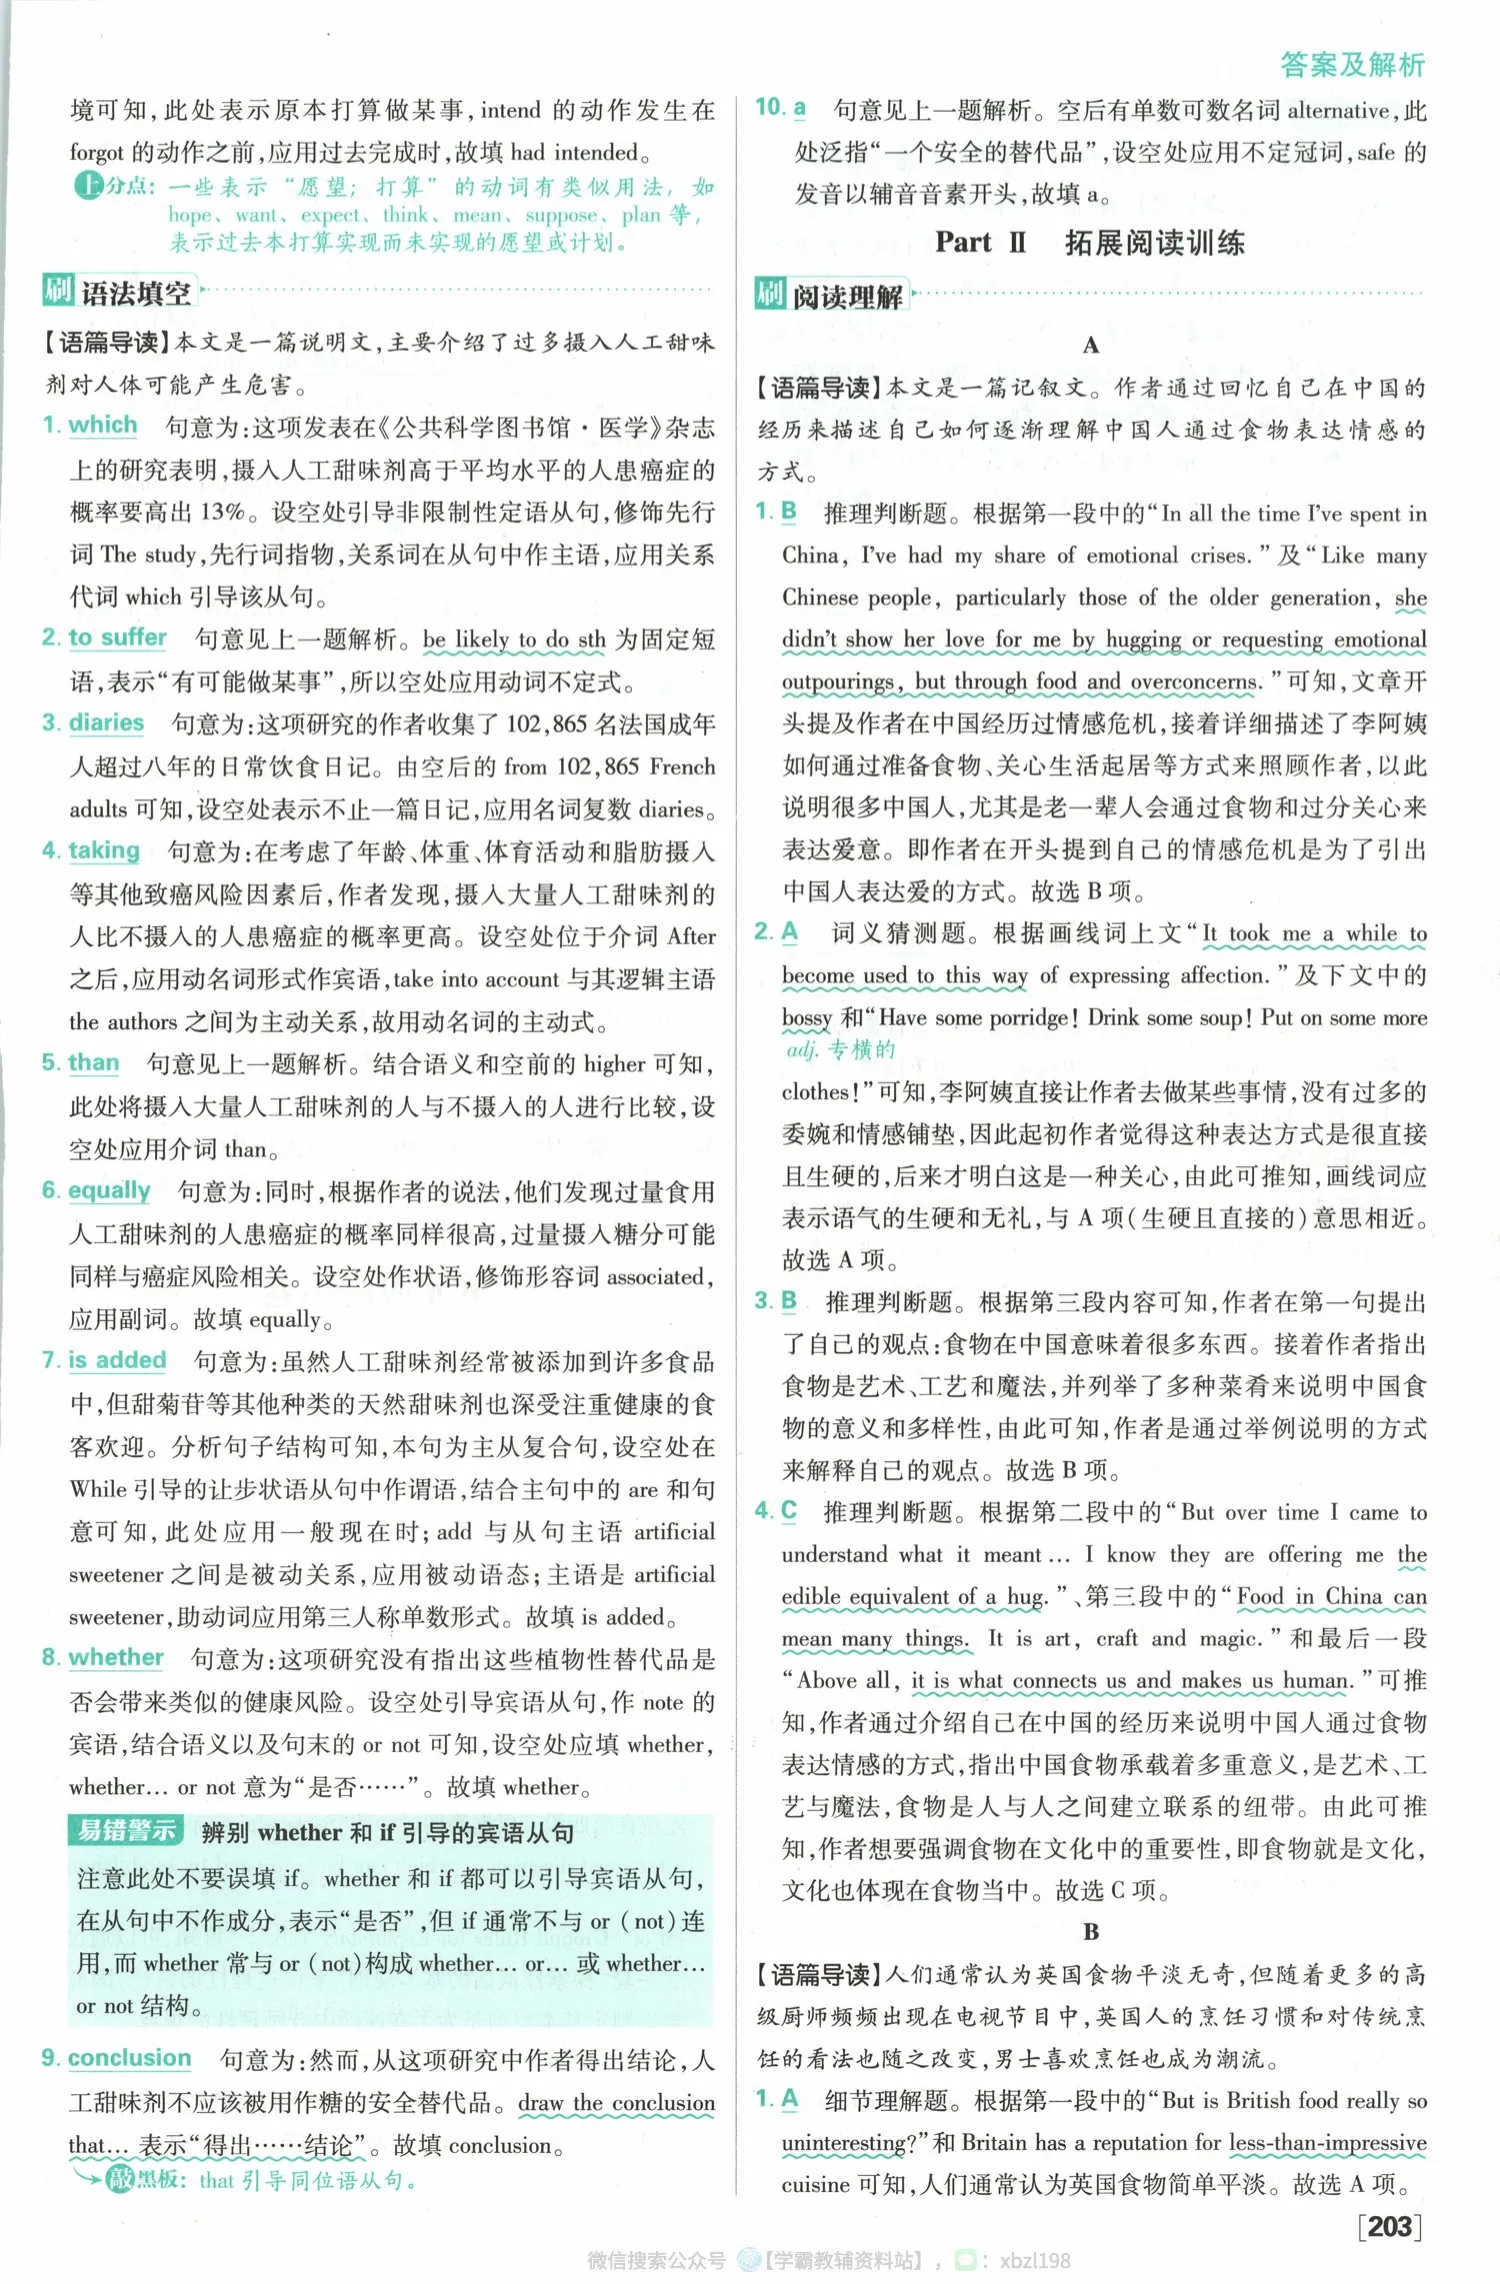 答案及解析
境可知,此处表示原本打算做某事,intend 的动作发生在
forgot 的动作之前,应用过去完成时,故填 had intended。
上分点：一些表示“愿望；打算”的动词有类似用法，如
hope、want、expect、think、mean、suppose、plan 等，
表示过去本打算实现而未实现的愿望或计划。
刷 语法填空
【语篇导读】本文是一篇说明文,主要介绍了过多摄入人工甜味
剂对人体可能产生危害。
1. which 句意为:这项发表在《公共科学图书馆·医学》杂志
上的研究表明,摄入人工甜味剂高于平均水平的人患癌症的
概率要高出 13%。设空处引导非限制性定语从句,修饰先行
词 The study,先行词指物,关系词在从句中作主语,应用关系
代词 which 引导该从句。
2. to suffer 句意见上一题解析。be likely to do sth 为固定短
语,表示“有可能做某事”,所以空处应用动词不定式。
3. diaries 句意为:这项研究的作者收集了 102,865 名法国成年
人超过八年的日常饮食日记。由空后的 from 102,865 French
adults 可知,设空处表示不止一篇日记,应用名词复数 diaries。
4. taking 句意为:在考虑了年龄、体重、体育活动和脂肪摄入
等其他致癌风险因素后,作者发现,摄入大量人工甜味剂的
人比不摄入的人患癌症的概率更高。设空处位于介词 After
之后,应用动名词形式作宾语,take into account 与其逻辑主语
the authors 之间为主动关系,故用动名词的主动式。
5. than 句意见上一题解析。结合语义和空前的 higher 可知,
此处将摄入大量人工甜味剂的人与不摄入的人进行比较,设
空处应用介词 than。
6. equally 句意为:同时,根据作者的说法,他们发现过量食用
人工甜味剂的人患癌症的概率同样很高,过量摄入糖分可能
同样与癌症风险相关。设空处作状语,修饰形容词 associated,
应用副词。故填 equally。
7. is added 句意为:虽然人工甜味剂经常被添加到许多食品
中,但甜菊苷等其他种类的天然甜味剂也深受注重健康的食
客欢迎。分析句子结构可知,本句为主从复合句,设空处在
While 引导的让步状语从句中作谓语,结合主句中的 are 和句
意可知,此处应用一般现在时;add 与从句主语 artificial
sweetener 之间是被动关系,应用被动语态;主语是 artificial
sweetener,助动词应用第三人称单数形式。故填 is added。
8. whether 句意为:这项研究没有指出这些植物性替代品是
否会带来类似的健康风险。设空处引导宾语从句,作 note 的
宾语,结合语义以及句末的 or not 可知,设空处应填 whether,
whether… or not 意为“是否……”。故填 whether。
易错警示 辨别 whether 和 if 引导的宾语从句
注意此处不要误填 if。whether 和 if 都可以引导宾语从句,
在从句中不作成分,表示“是否”,但 if 通常不与 or (not)连
用,而 whether 常与 or (not)构成 whether… or… 或 whether…
or not 结构。
9. conclusion 句意为:然而,从这项研究中作者得出结论,人
工甜味剂不应该被用作糖的安全替代品。draw the conclusion
that… 表示“得出……结论”。故填 conclusion。
敲黑板：that 引导同位语从句。
10. a 句意见上一题解析。空后有单数可数名词 alternative,此
处泛指“一个安全的替代品”,设空处应用不定冠词,safe 的
发音以辅音音素开头,故填 a。
Part Ⅱ 拓展阅读训练
刷 阅读理解
A
【语篇导读】本文是一篇记叙文。作者通过回忆自己在中国的
经历来描述自己如何逐渐理解中国人通过食物表达情感的
方式。
1. B 推理判断题。根据第一段中的“In all the time I've spent in
China, I've had my share of emotional crises.”及“Like many
Chinese people, particularly those of the older generation, she
didn't show her love for me by hugging or requesting emotional
outpourings, but through food and overconcerns.”可知,文章开
头提及作者在中国经历过情感危机,接着详细描述了李阿姨
如何通过准备食物、关心生活起居等方式来照顾作者,以此
说明很多中国人,尤其是老一辈人会通过食物和过分关心来
表达爱意。即作者在开头提到自己的情感危机是为了引出
中国人表达爱的方式。故选 B 项。
2. A 词义猜测题。根据画线词上文“It took me a while to
become used to this way of expressing affection.”及下文中的
bossy 和“Have some porridge! Drink some soup! Put on some more
adj. 专横的
clothes!”可知,李阿姨直接让作者去做某些事情,没有过多的
委婉和情感铺垫,因此起初作者觉得这种表达方式是很直接
且生硬的,后来才明白这是一种关心,由此可推知,画线词应
表示语气的生硬和无礼,与 A 项(生硬且直接的)意思相近。
故选 A 项。
3. B 推理判断题。根据第三段内容可知,作者在第一句提出
了自己的观点:食物在中国意味着很多东西。接着作者指出
食物是艺术、工艺和魔法,并列举了多种菜肴来说明中国食
物的意义和多样性,由此可知,作者是通过举例说明的方式
来解释自己的观点。故选 B 项。
4. C 推理判断题。根据第二段中的“But over time I came to
understand what it meant… I know they are offering me the
edible equivalent of a hug.”、第三段中的“Food in China can
mean many things. It is art, craft and magic.”和最后一段
“Above all, it is what connects us and makes us human.”可推
知,作者通过介绍自己在中国的经历来说明中国人通过食物
表达情感的方式,指出中国食物承载着多重意义,是艺术、工
艺与魔法,食物是人与人之间建立联系的纽带。由此可推
知,作者想要强调食物在文化中的重要性,即食物就是文化,
文化也体现在食物当中。故选 C 项。
B
【语篇导读】人们通常认为英国食物平淡无奇,但随着更多的高
级厨师频频出现在电视节目中,英国人的烹饪习惯和对传统烹
饪的看法也随之改变,男士喜欢烹饪也成为潮流。
1. A 细节理解题。根据第一段中的“But is British food really so
uninteresting?”和 Britain has a reputation for less-than-impressive
cuisine 可知,人们通常认为英国食物简单平淡。故选 A 项。
[203]
微信搜索公众号 【学霸教辅资料站】，：xbzl198